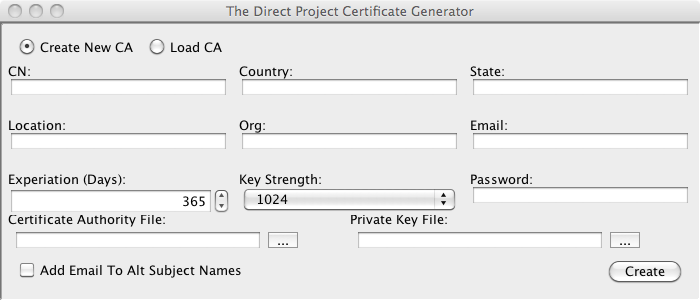 The Direct Project Certificate Generator
Create New CA Load CA
CN: Country: State:
Location: Org: Email:
Experiation (Days): Key Strength: Password:
365 1024
Certificate Authority File: Private Key File:
... ...
Add Email To Alt Subject Names Create